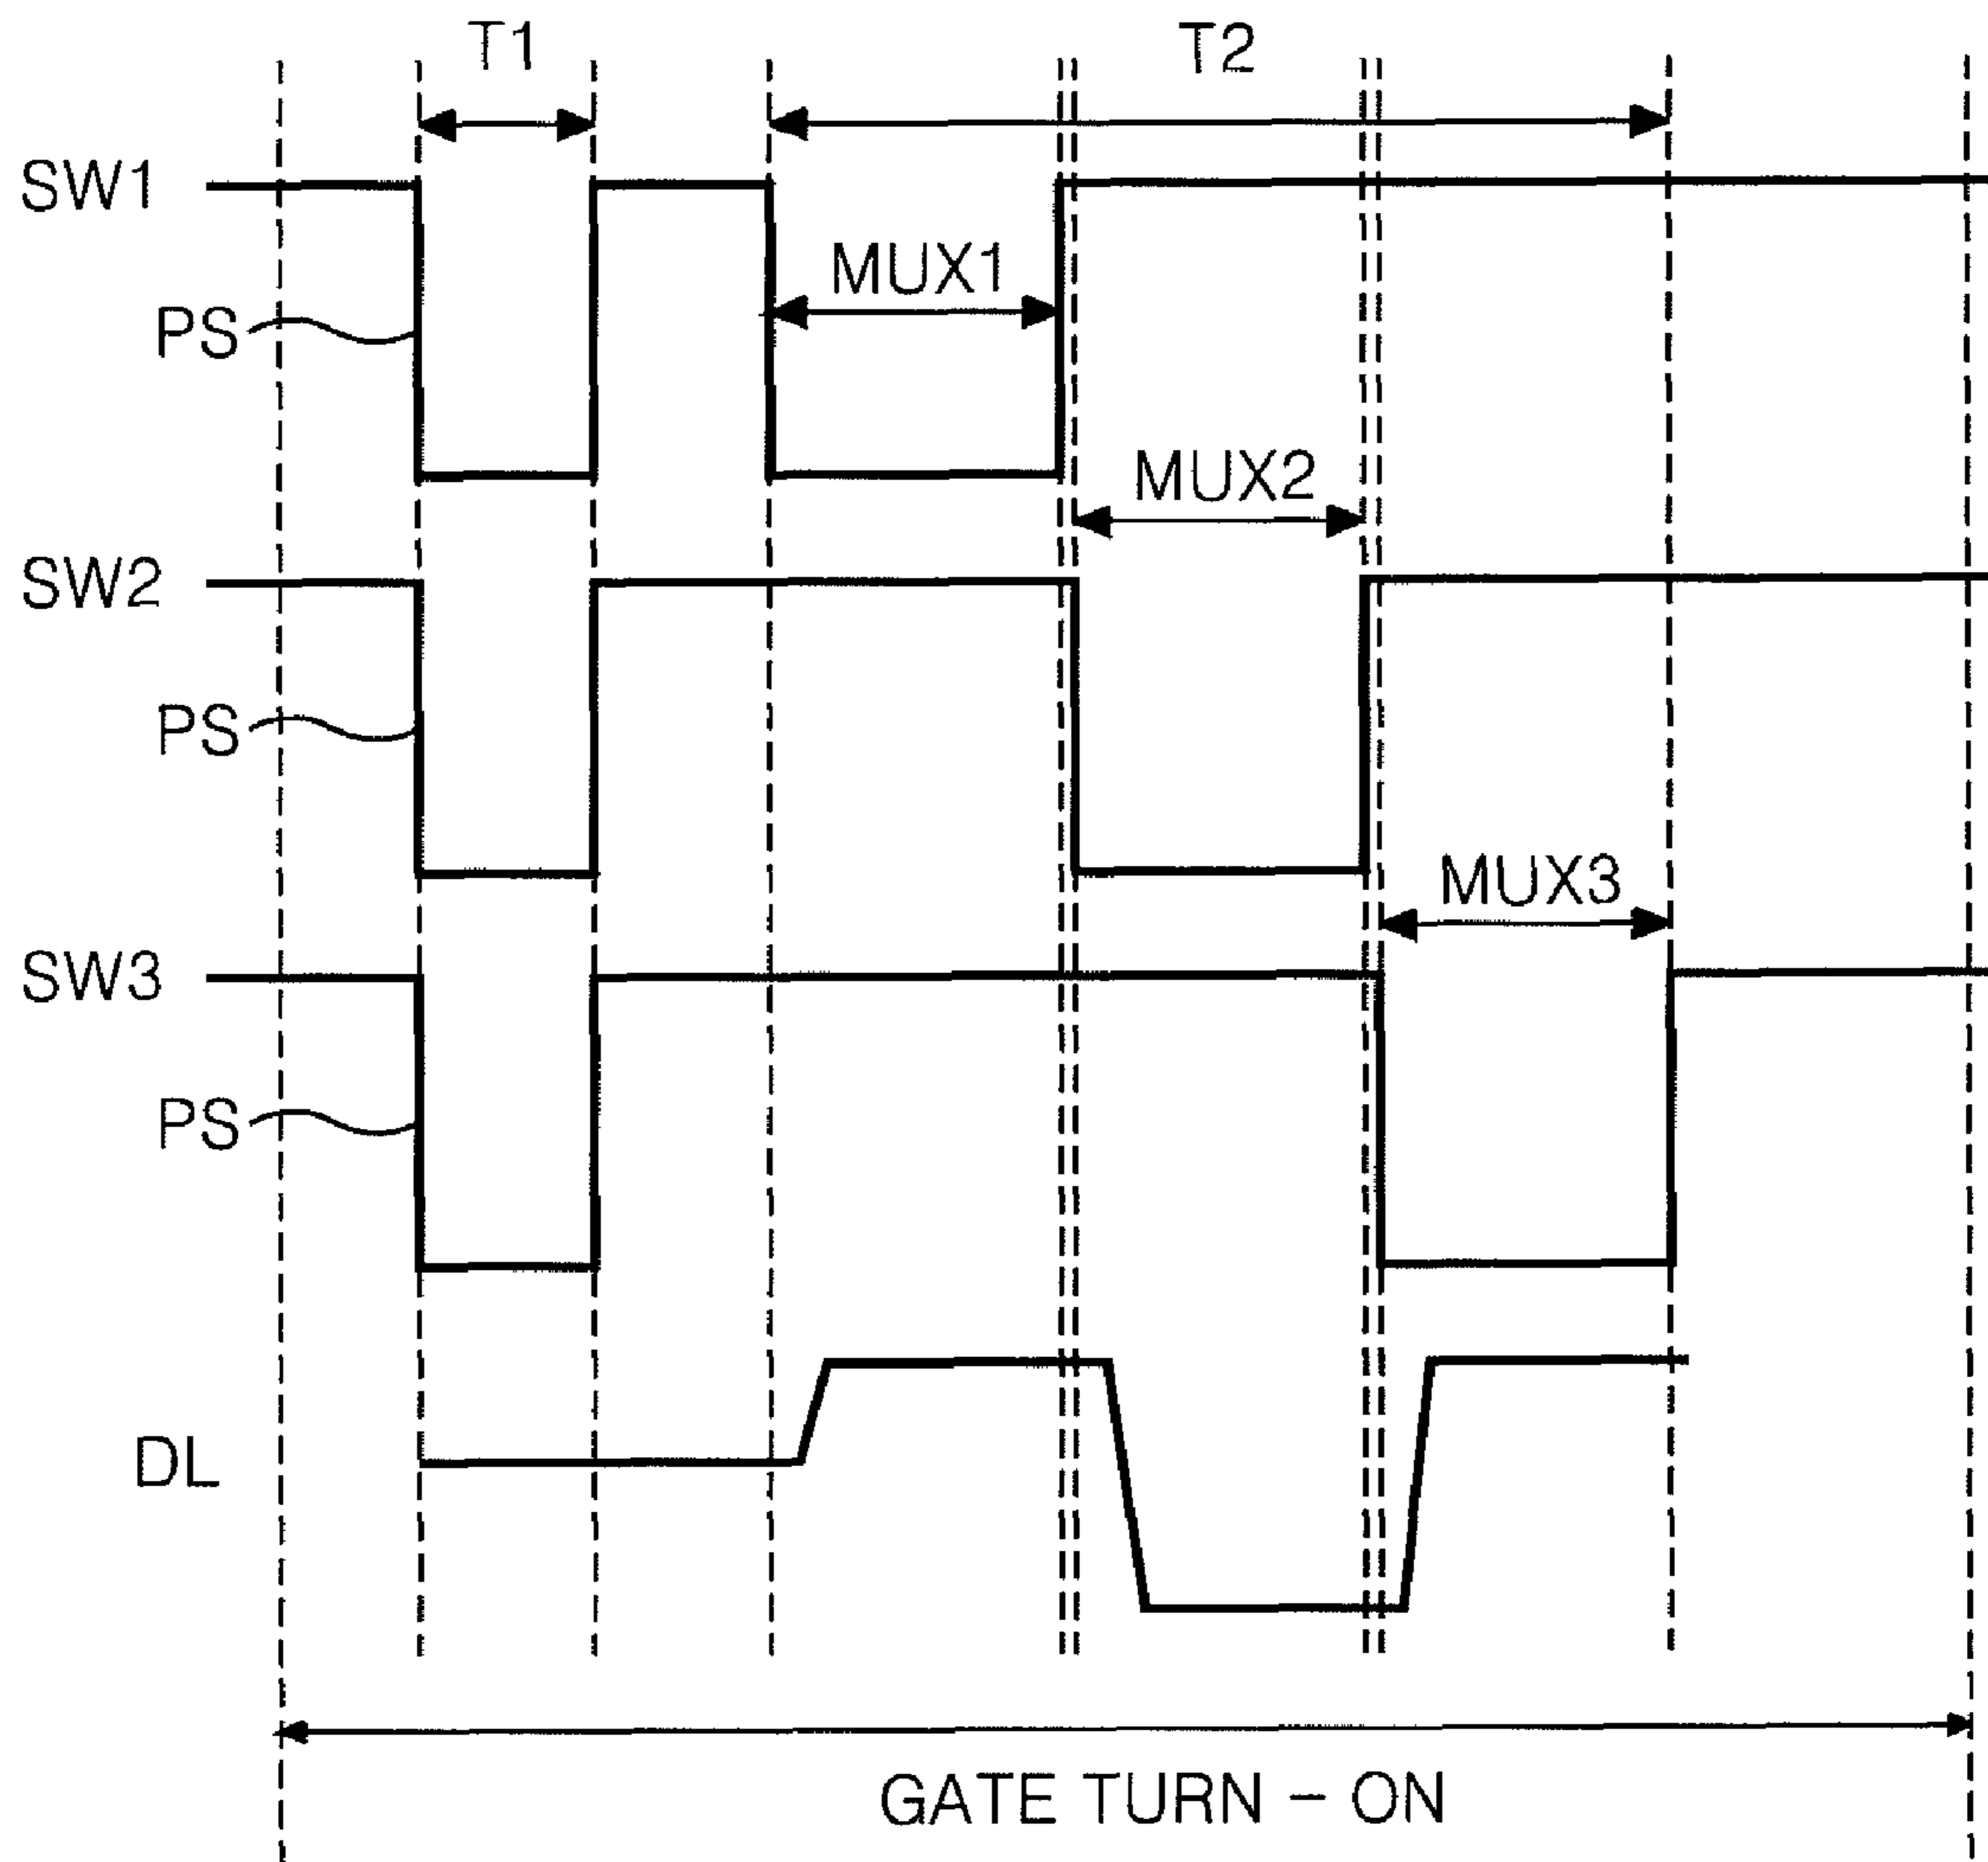 T1
T2
SW1
MUX1
PS
MUX2
SW2
PS
MUX3
SW3
PS
DL
GATE TURN - ON